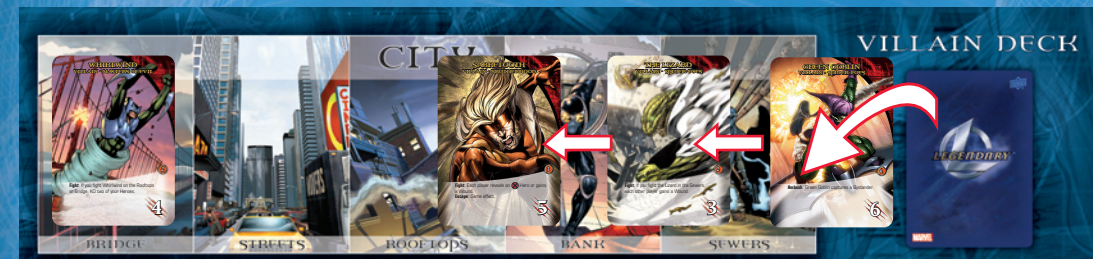 CITY
VILLAIN DECK
WHIRLWIND
Fight: If you fight Whirlwind on the Rooftops
or Bridge, KO two of your Heroes.
4
SABRETOOTH
Fight: Each player reveals an Hero or gains
a Wound.
Escape: Same effect.
5
THE LIZARD
Fight: If you fight the Lizard in the Sewers,
each other player gains a Wound.
3
GREEN GOBLIN
Ambush: Green Goblin captures a Bystander.
6
LEGENDARY
MARVEL
BRIDGE
STREETS
ROOFTOPS
BANK
SEWERS